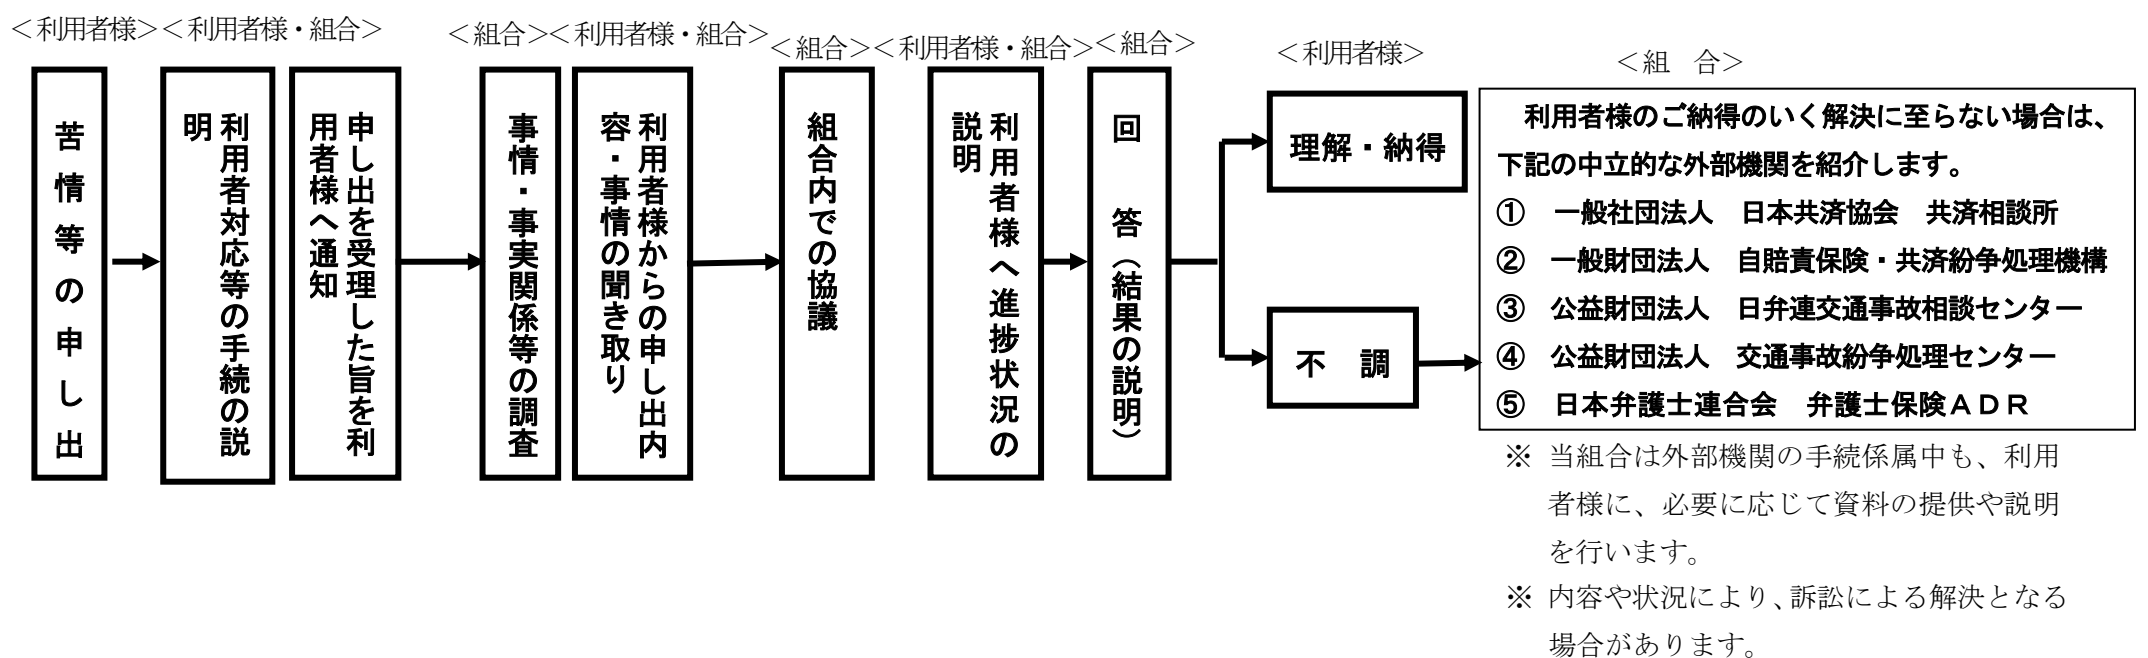 ＜利用者様＞＜利用者様・組合＞
＜組合＞＜利用者様・組合＞
＜組合＞＜利用者様・組合＞
＜組合＞
＜利用者様＞
＜組　合＞
苦情等の申し出
利用者対応等の手続の説
明
申し出を受理した旨を利
用者様へ通知
事情・事実関係等の調査
利用者様からの申し出内
容・事情の聞き取り
組合内での協議
利用者様へ進捗状況の
説明
回　答（結果の説明）
理解・納得
不　調
利用者様のご納得のいく解決に至らない場合は、
下記の中立的な外部機関を紹介します。
①　一般社団法人　日本共済協会　共済相談所
②　一般財団法人　自賠責保険・共済紛争処理機構
③　公益財団法人　日弁連交通事故相談センター
④　公益財団法人　交通事故紛争処理センター
⑤　日本弁護士連合会　弁護士保険ＡＤＲ
※ 当組合は外部機関の手続係属中も、利用
者様に、必要に応じて資料の提供や説明
を行います。
※ 内容や状況により、訴訟による解決となる
場合があります。